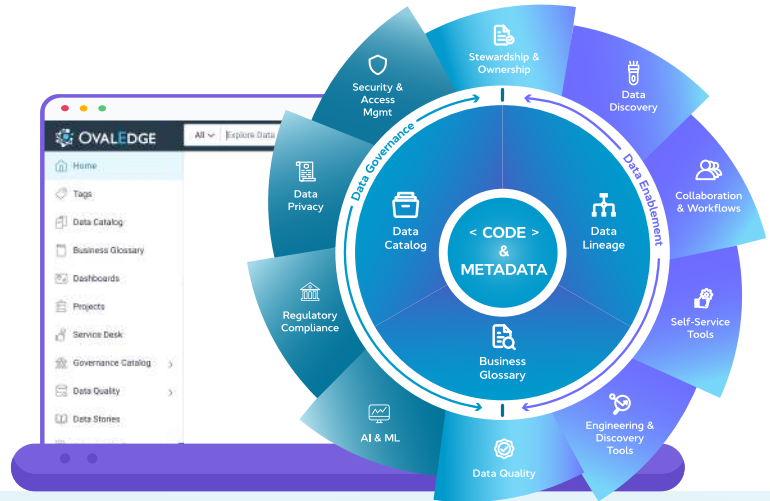 OVALEDGE
All
Explore Data
Home
Tags
Data Catalog
Business Glossary
Dashboards
Projects
Service Desk
Governance Catalog
Data Quality
Data Stories
Security &
Access
Mgmt
Stewardship &
Ownership
Data
Discovery
Collaboration
& Workflows
Self-Service
Tools
Engineering &
Discovery
Tools
Data Quality
AI & ML
Regulatory
Compliance
Data
Privacy
Data Governance
Data Enablement
Data
Catalog
Data
Lineage
Business
Glossary
< CODE >
&
METADATA